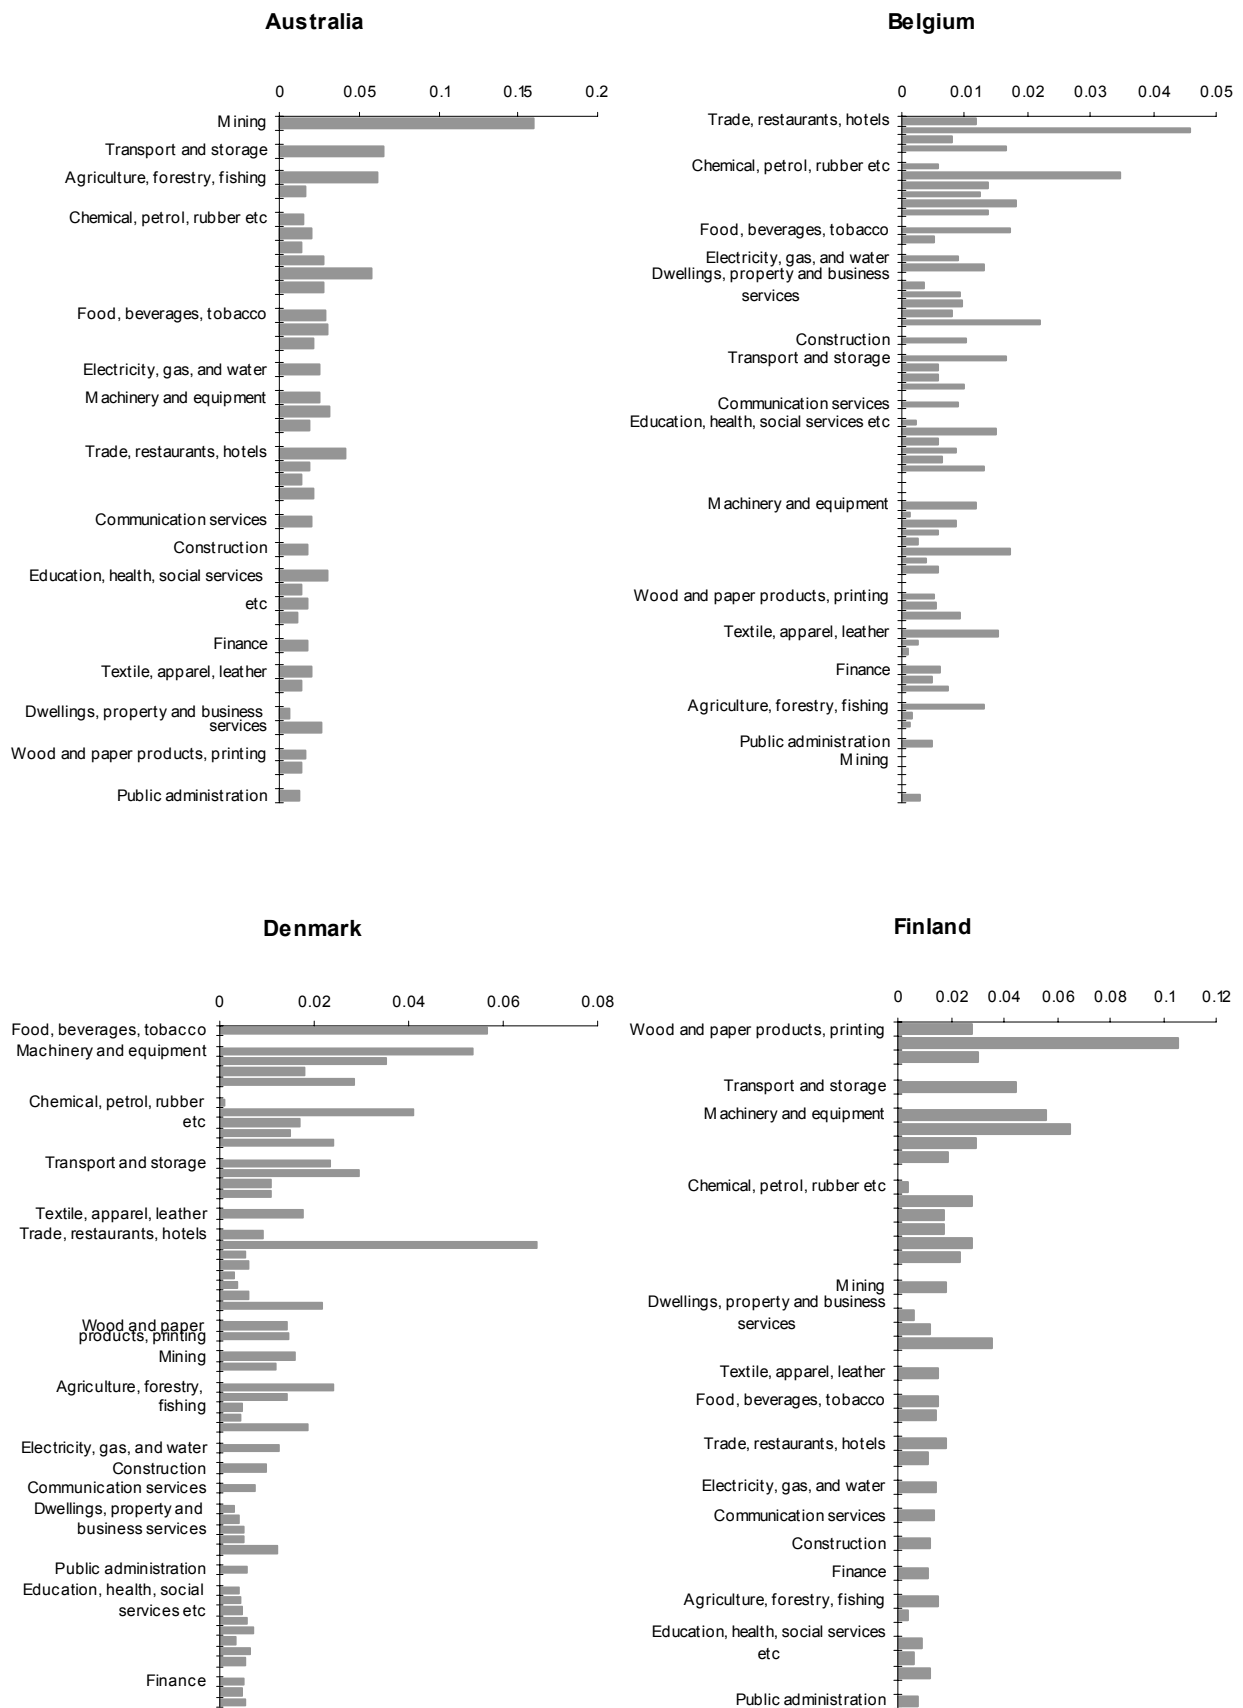 Australia
0 0.05 0.1 0.15 0.2
Mining
Transport and storage
Agriculture, forestry, fishing
Chemical, petrol, rubber etc
Food, beverages, tobacco
Electricity, gas, and water
Machinery and equipment
Trade, restaurants, hotels
Communication services
Construction
Education, health, social services
etc
Finance
Textile, apparel, leather
Dwellings, property and business
services
Wood and paper products, printing
Public administration
Belgium
0 0.01 0.02 0.03 0.04 0.05
Trade, restaurants, hotels
Chemical, petrol, rubber etc
Food, beverages, tobacco
Electricity, gas, and water
Dwellings, property and business
services
Construction
Transport and storage
Communication services
Education, health, social services etc
Machinery and equipment
Wood and paper products, printing
Textile, apparel, leather
Finance
Agriculture, forestry, fishing
Public administration
Mining
Denmark
0 0.02 0.04 0.06 0.08
Food, beverages, tobacco
Machinery and equipment
Chemical, petrol, rubber
etc
Transport and storage
Textile, apparel, leather
Trade, restaurants, hotels
Wood and paper
products, printing
Mining
Agriculture, forestry,
fishing
Electricity, gas, and water
Construction
Communication services
Dwellings, property and
business services
Public administration
Education, health, social
services etc
Finance
Finland
0 0.02 0.04 0.06 0.08 0.1 0.12
Wood and paper products, printing
Transport and storage
Machinery and equipment
Chemical, petrol, rubber etc
Mining
Dwellings, property and business
services
Textile, apparel, leather
Food, beverages, tobacco
Trade, restaurants, hotels
Electricity, gas, and water
Communication services
Construction
Finance
Agriculture, forestry, fishing
Education, health, social services
etc
Public administration